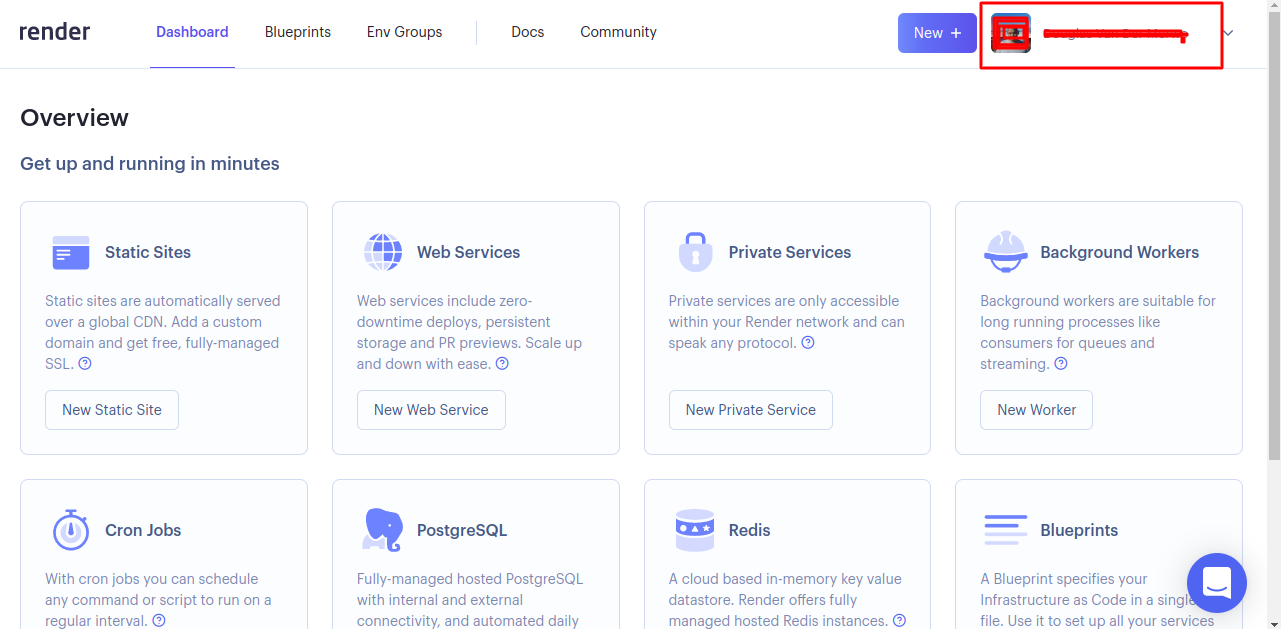 render
Dashboard
Blueprints
Env Groups
Docs
Community
New +
Overview
Get up and running in minutes
Static Sites
Static sites are automatically served
over a global CDN. Add a custom
domain and get free, fully-managed
SSL.
New Static Site
Web Services
Web services include zero-
downtime deploys, persistent
storage and PR previews. Scale up
and down with ease.
New Web Service
Private Services
Private services are only accessible
within your Render network and can
speak any protocol.
New Private Service
Background Workers
Background workers are suitable for
long running processes like
consumers for queues and
streaming.
New Worker
Cron Jobs
With cron jobs you can schedule
any command or script to run on a
regular interval.
PostgreSQL
Fully-managed hosted PostgreSQL
with internal and external
connectivity, and automated daily
Redis
A cloud based in-memory key value
datastore. Render offers fully
managed hosted Redis instances.
Blueprints
A Blueprint specifies your
Infrastructure as Code in a single
file. Use it to set up all your services